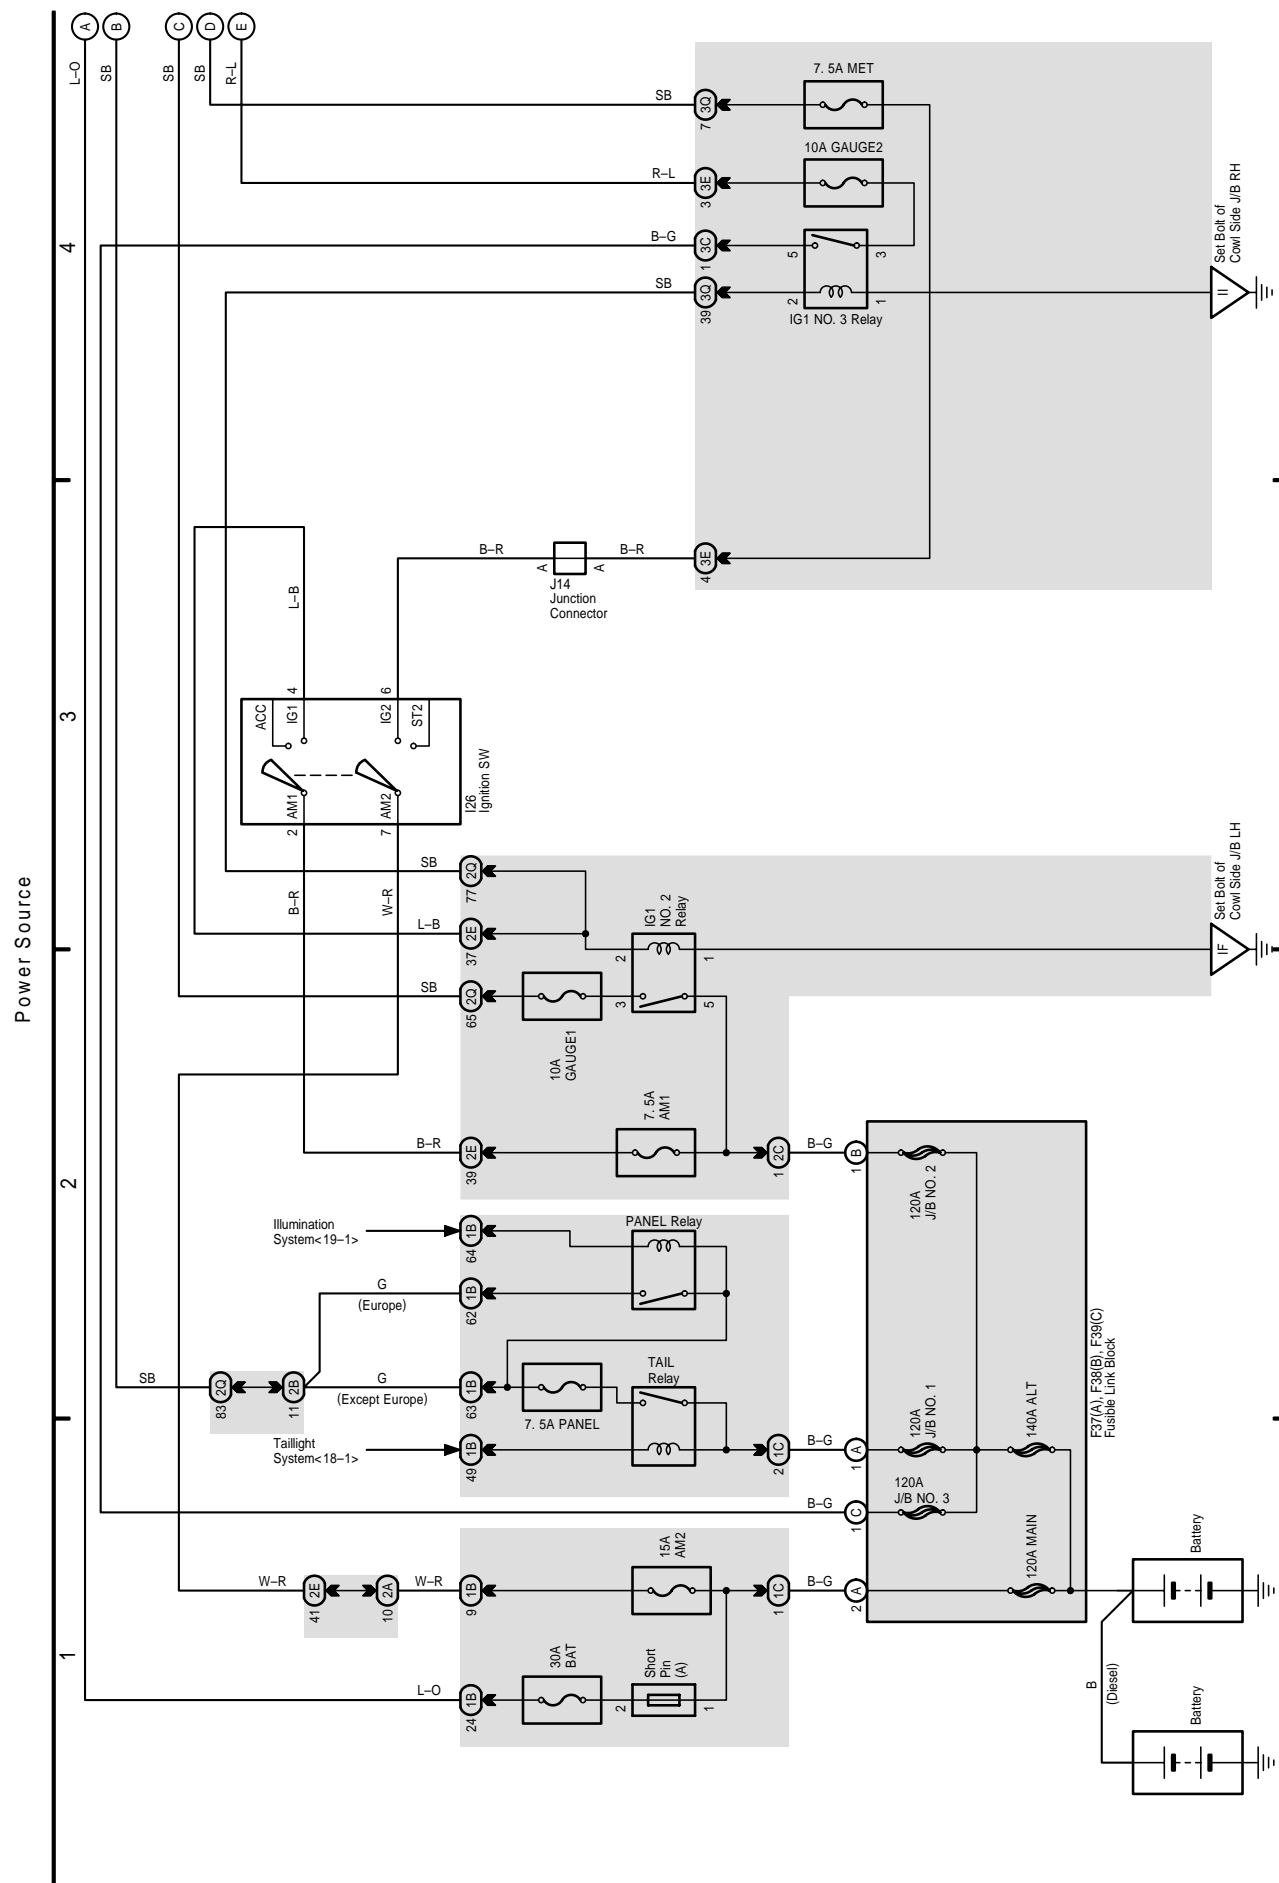 Power Source
A
B
C
D
E
L–O
SB
SB
SB
R–L
4
SB
7
3Q
7. 5A MET
R–L
3
3E
10A GAUGE2
B–G
1
3C
5
3
SB
39
3Q
2
1
IG1 NO. 3 Relay
II
Set Bolt of
Cowl Side J/B RH
B–R
A
A
B–R
4
3E
J14
Junction
Connector
L–B
3
4
6
ACC
IG1
IG2
ST2
AM1
AM2
2
7
I26
Ignition SW
B–R
W–R
SB
77
2Q
L–B
37
2E
IG1
NO. 2
Relay
2
1
SB
65
2Q
3
5
10A
GAUGE1
IF
Set Bolt of
Cowl Side J/B LH
7. 5A
AM1
B–R
39
2E
1
2C
B–G
1
B
120A
J/B NO. 2
2
Illumination
System<19–1>
64
1B
PANEL Relay
G
(Europe)
62
1B
SB
83
2Q
11
2B
G
(Except Europe)
63
1B
7. 5A PANEL
TAIL
Relay
Taillight
System<18–1>
49
1B
2
1C
B–G
1
A
120A
J/B NO. 1
140A ALT
F37(A), F38(B), F39(C)
Fusible Link Block
B–G
1
C
120A
J/B NO. 3
1
W–R
41
2E
10
2A
W–R
9
1B
15A
AM2
1
1C
B–G
2
A
120A MAIN
Battery
L–O
24
1B
30A
BAT
2
Short
Pin
(A)
1
B
(Diesel)
Battery